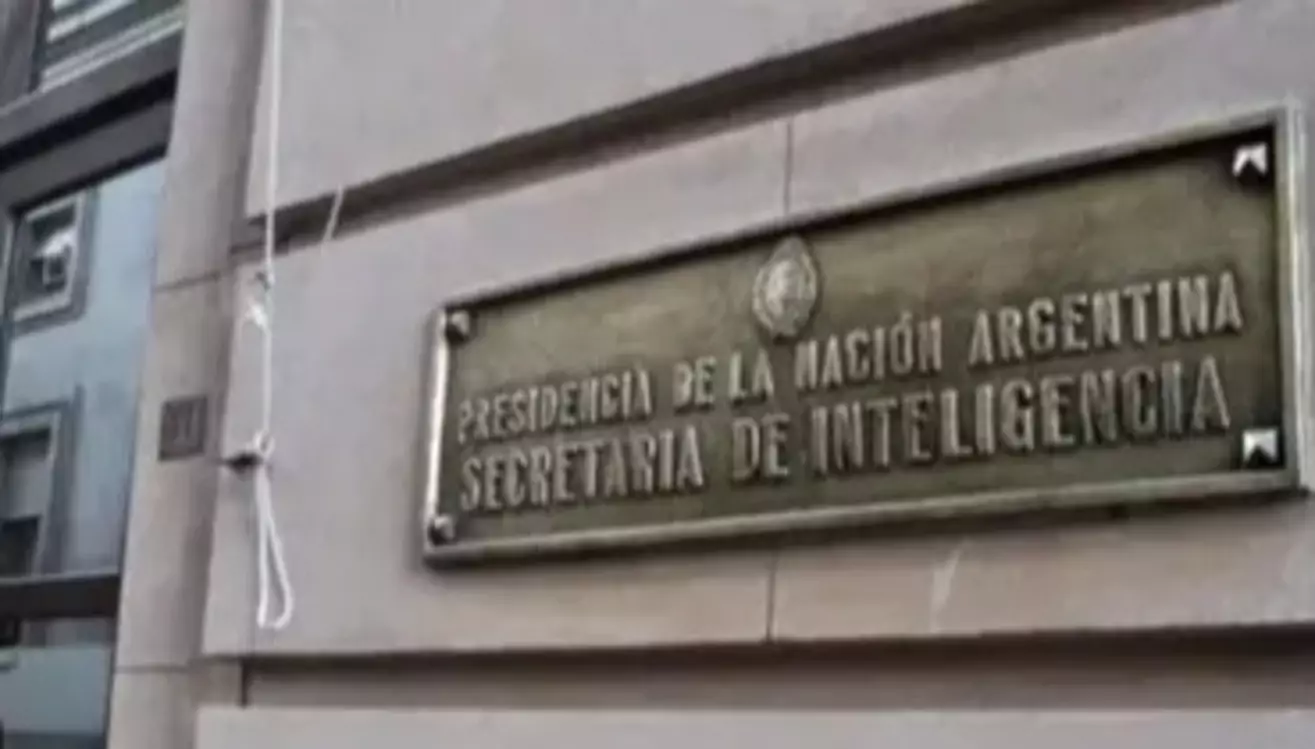 PRESIDENCIA DE LA NACIÓN ARGENTINA
SECRETARIA DE INTELIGENCIA